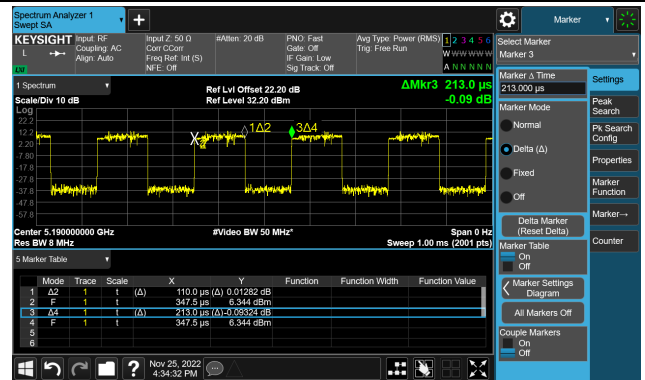 Spectrum Analyzer 1
Swept SA
Marker
KEYSIGHT
L
LXI
Input: RF
Coupling: AC
Align: Auto
Input Z: 50 Ω
Corr CCorr
Freq Ref: Int (S)
NFE: Off
#Atten: 20 dB
PNO: Fast
Gate: Off
IF Gain: Low
Sig Track: Off
Avg Type: Power (RMS)
Trig: Free Run
1 2 3 4 5 6
W W W W W W
A N N N N N
Select Marker
Marker 3
1 Spectrum
Scale/Div 10 dB
Ref Lvl Offset 22.20 dB
Ref Level 32.20 dBm
ΔMkr3 213.0 µs
-0.09 dB
Log
22.2
12.2
2.20
-7.80
-17.8
-27.8
-37.8
-47.8
-57.8
X
2
1Δ2
3Δ4
Center 5.190000000 GHz
Res BW 8 MHz
#Video BW 50 MHz*
Span 0 Hz
Sweep 1.00 ms (2001 pts)
5 Marker Table
Mode Trace Scale X Y Function Function Width Function Value
1 Δ2 1 t (Δ) 110.0 µs (Δ) 0.01282 dB
2 F 1 t 347.5 µs 6.344 dBm
3 Δ4 1 t (Δ) 213.0 µs (Δ) -0.09324 dB
4 F 1 t 347.5 µs 6.344 dBm
5
6
Marker Δ Time
213.000 µs
Marker Mode
Normal
Delta (Δ)
Fixed
Off
Delta Marker
(Reset Delta)
Marker Table
On
Off
Marker Settings
Diagram
All Markers Off
Couple Markers
On
Off
Settings
Peak
Search
Pk Search
Config
Properties
Marker
Function
Marker→
Counter
?
Nov 25, 2022
4:34:32 PM